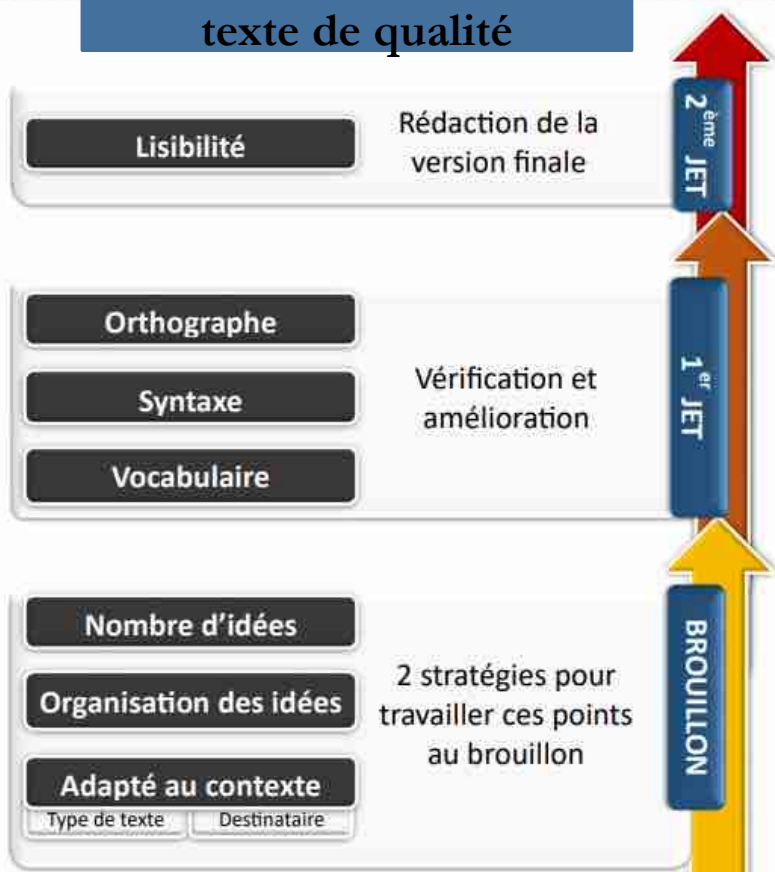 texte de qualité
Lisibilité
Rédaction de la
version finale
2ème JET
Orthographe
Syntaxe
Vocabulaire
Vérification et
amélioration
1er JET
Nombre d'idées
Organisation des idées
Adapté au contexte
Type de texte
Destinataire
2 stratégies pour
travailler ces points
au brouillon
BROUILLON